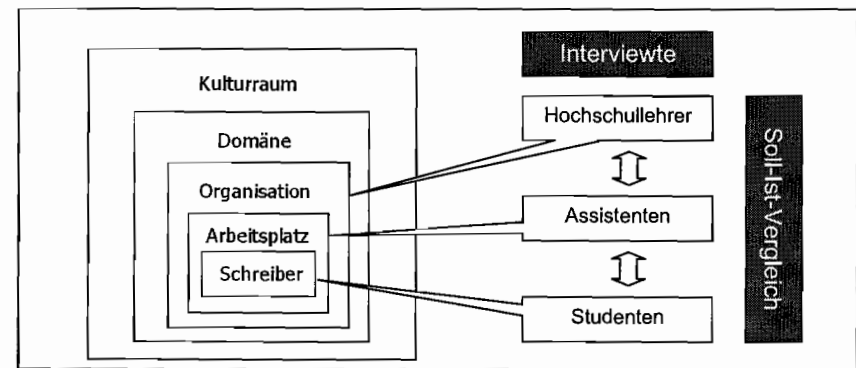 Kulturraum
Domäne
Organisation
Arbeitsplatz
Schreiber
Interviewte
Hochschullehrer
Assistenten
Studenten
Soll-Ist-Vergleich